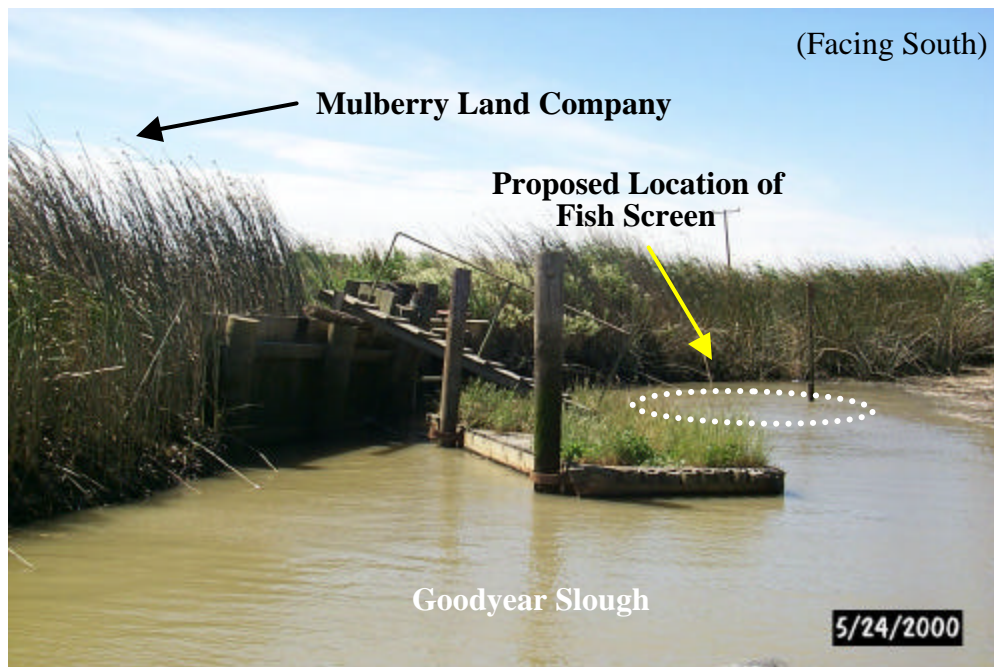 (Facing South)
Mulberry Land Company
Proposed Location of
Fish Screen
Goodyear Slough
5/24/2000